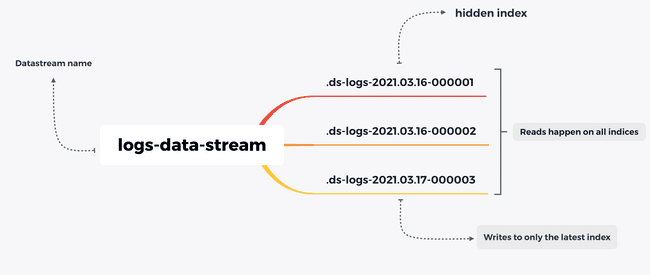 hidden index
Datastream name
.ds-logs-2021.03.16-000001
logs-data-stream
.ds-logs-2021.03.16-000002
Reads happen on all indices
.ds-logs-2021.03.17-000003
Writes to only the latest index